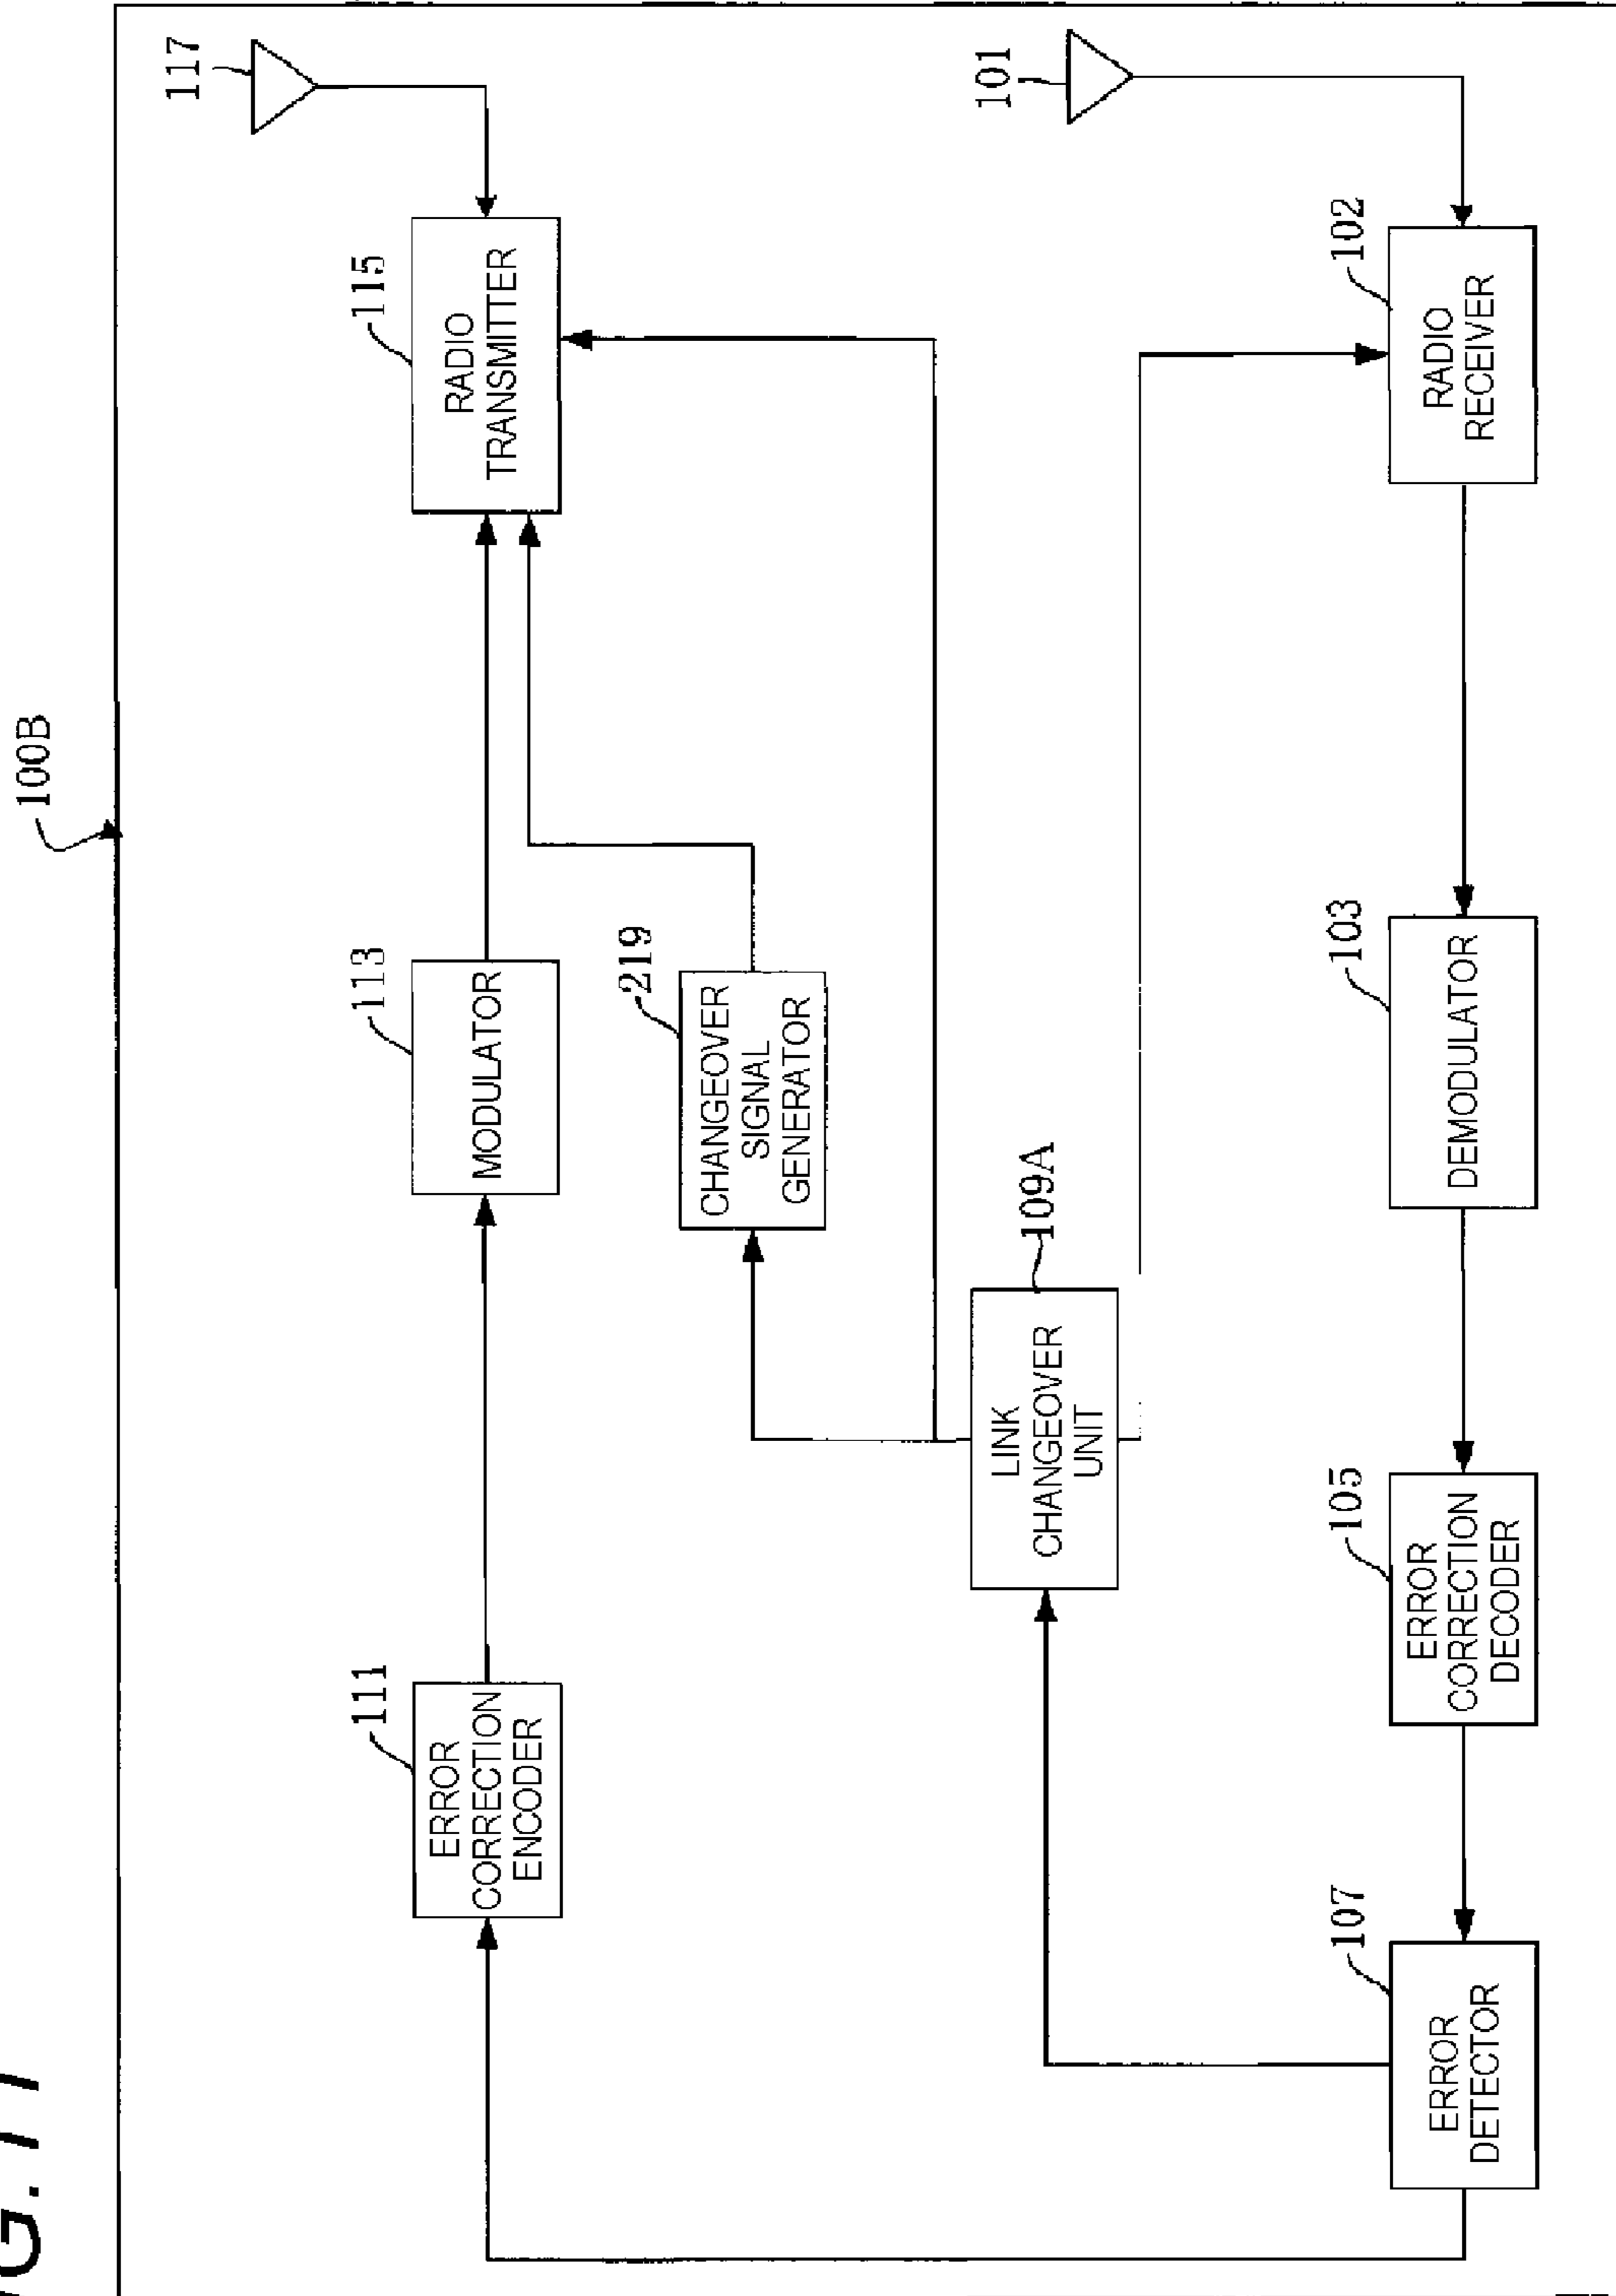 G. 11
100B
117
101
115
RADIO
TRANSMITTER
102
RADIO
RECEIVER
113
MODULATOR
219
CHANGEOVER
SIGNAL
GENERATOR
103
DEMODULATOR
109A
LINK
CHANGEOVER
UNIT
111
ERROR
CORRECTION
ENCODER
105
ERROR
CORRECTION
DECODER
107
ERROR
DETECTOR